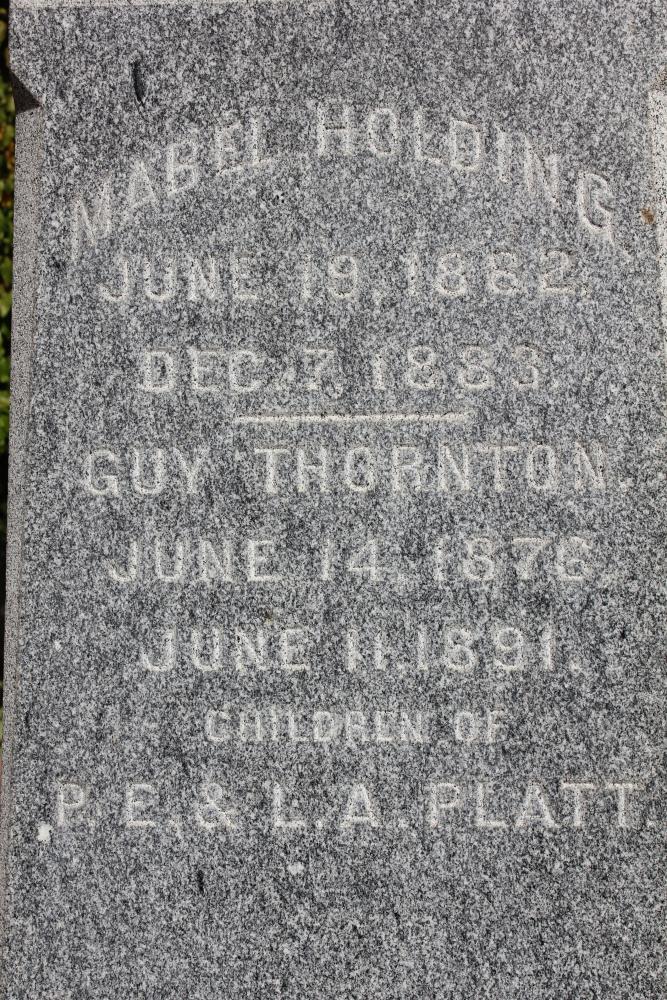 MABEL HOLDING
JUNE 19, 1882,
DEC. 7, 1883.
GUY THORNTON.
JUNE 14, 1876.
JUNE 11, 1891.
CHILDREN OF
P. E. & L. A. PLATT.